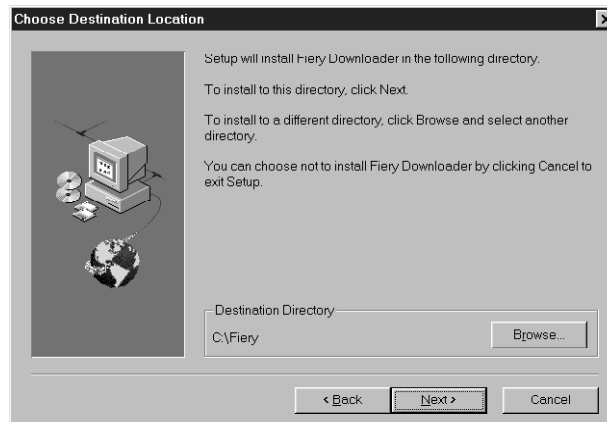 Choose Destination Location
Setup will install Fiery Downloader in the following directory.
To install to this directory, click Next.
To install to a different directory, click Browse and select another
directory.
You can choose not to install Fiery Downloader by clicking Cancel to
exit Setup.
Destination Directory
C:\Fiery
Browse...
< Back
Next >
Cancel